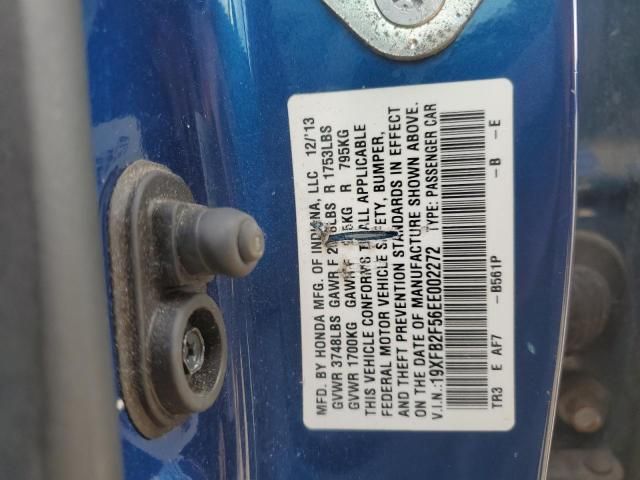 MFD. BY HONDA MFG. OF INDIANA, LLC 12/'13
GVWR 3748LBS GAWR F LBS R 1753LBS
GVWR 1700KG GAWR F KG R 795KG
THIS VEHICLE CONFORMS TO ALL APPLICABLE
FEDERAL MOTOR VEHICLE SAFETY, BUMPER,
AND THEFT PREVENTION STANDARDS IN EFFECT
ON THE DATE OF MANUFACTURE SHOWN ABOVE.
V.I.N.:19XFB2F56EE002272 TYPE: PASSENGER CAR
TR3 E AF7 -B561P -B -E